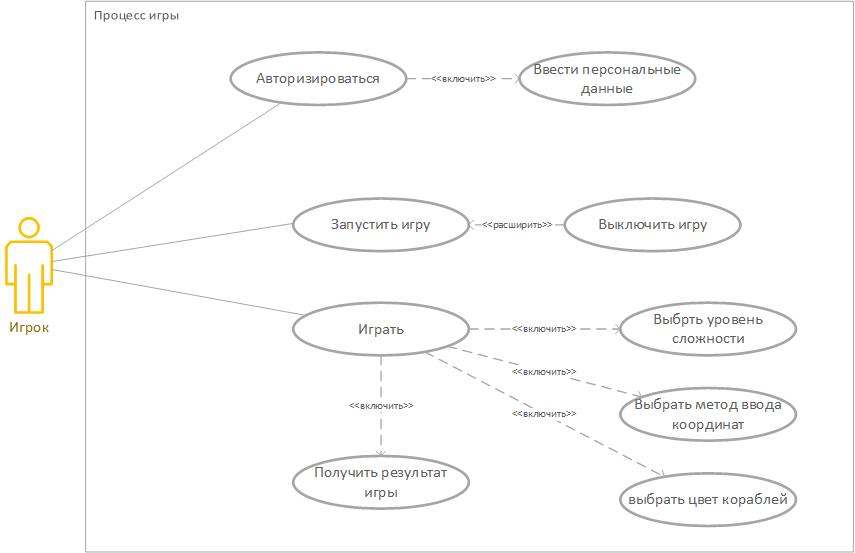 Процесс игры
Авторизироваться
<<включить>>
Ввести персональные
данные
Запустить игру
<<расширить>>
Выключить игру
Игрок
Играть
<<включить>>
Выбрть уровень
сложности
<<включить>>
Выбрать метод ввода
координат
<<включить>>
<<включить>>
Получить результат
игры
выбрать цвет кораблей